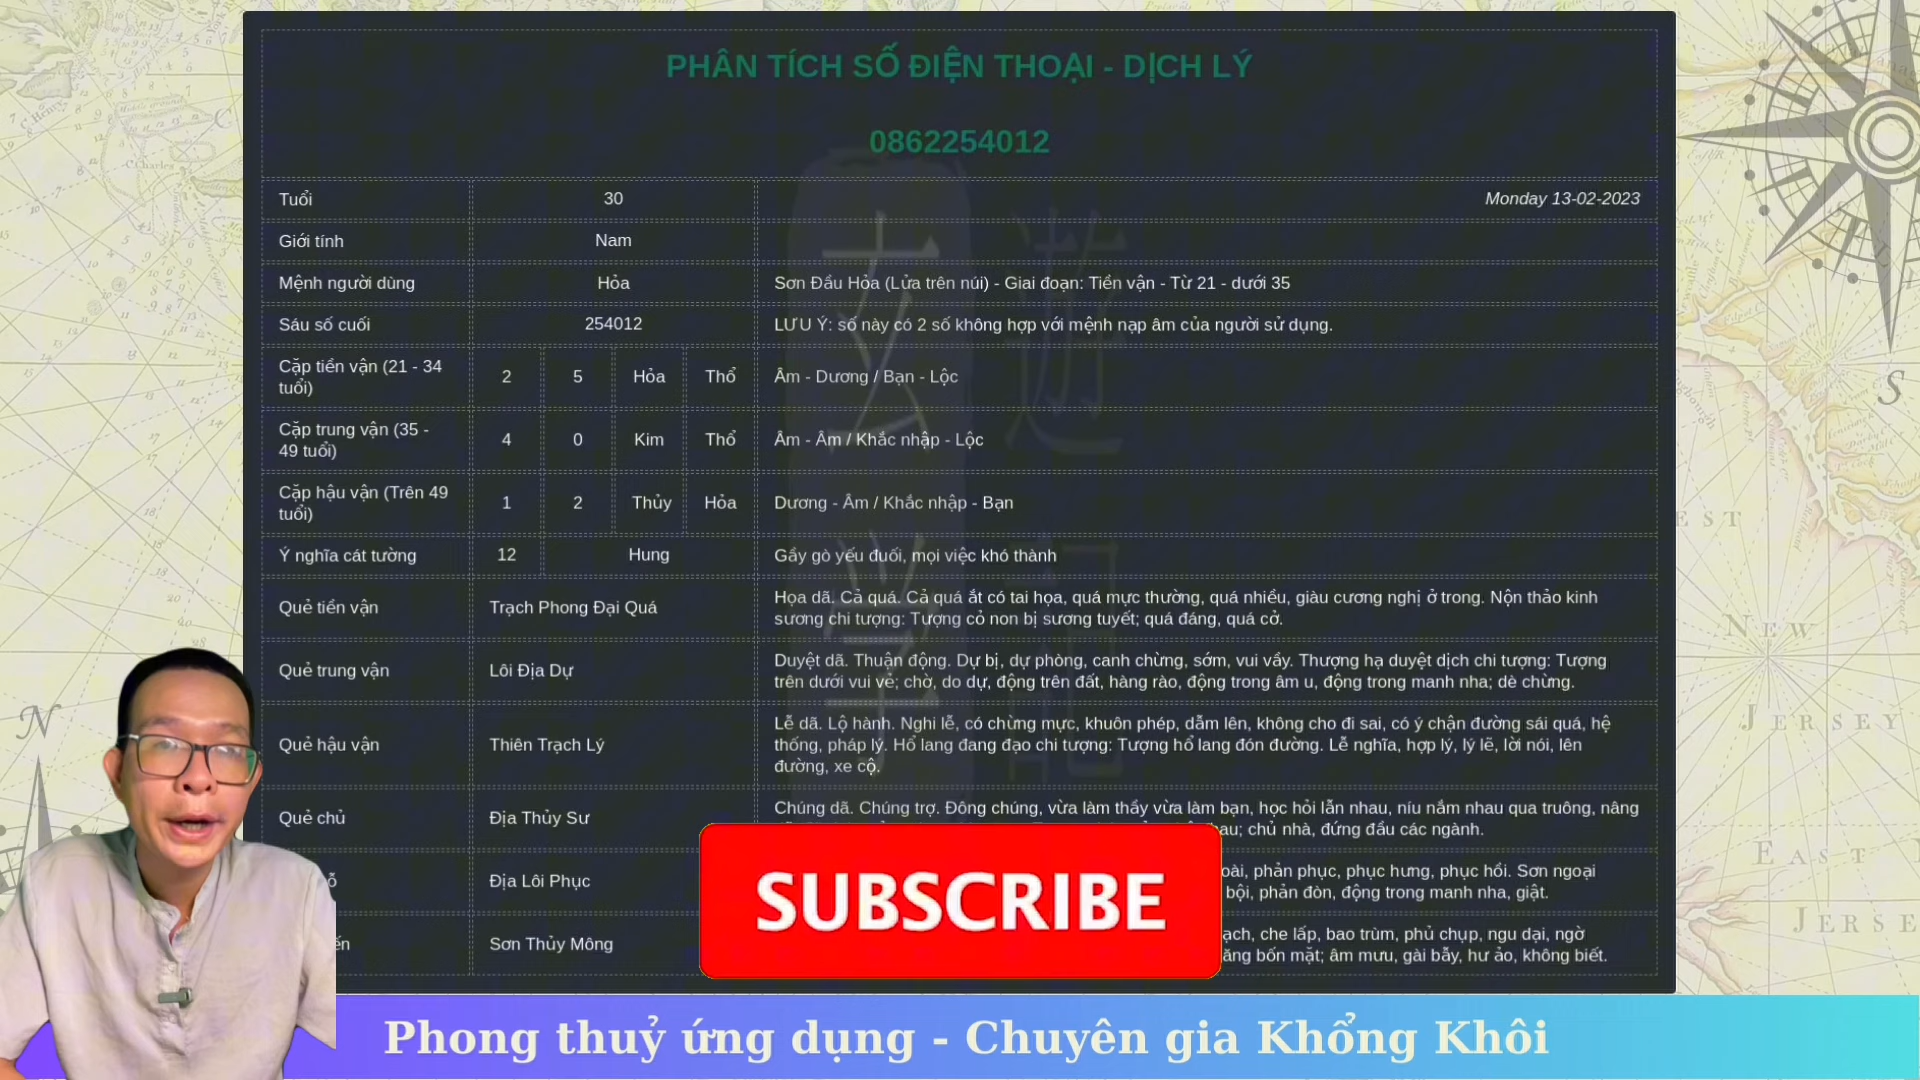 PHÂN TÍCH SỐ ĐIỆN THOẠI - DỊCH LÝ
0862254012
Tuổi 30 Monday 13-02-2023
Giới tính Nam
Mệnh người dùng Hỏa Sơn Đầu Hỏa (Lửa trên núi) - Giai đoạn: Tiền vận - Từ 21 - dưới 35
Sáu số cuối 254012 LƯU Ý: số này có 2 số không hợp với mệnh nạp âm của người sử dụng.
Cặp tiền vận (21 - 34
tuổi)
2 5 Hỏa Thổ Âm - Dương / Bạn - Lộc
Cặp trung vận (35 -
49 tuổi)
4 0 Kim Thổ Âm - Âm / Khắc nhập - Lộc
Cặp hậu vận (Trên 49
tuổi)
1 2 Thủy Hỏa Dương - Âm / Khắc nhập - Bạn
Ý nghĩa cát tường 12 Hung Gầy gò yếu đuối, mọi việc khó thành
Quẻ tiền vận Trạch Phong Đại Quá
Họa dã. Cả quá. Cả quá ắt có tai họa, quá mực thường, quá nhiều, giàu cương nghị ở trong. Nộn thảo kinh
sương chi tượng: Tượng cỏ non bị sương tuyết; quá đáng, quá cở.
Quẻ trung vận Lôi Địa Dự
Duyệt dã. Thuận động. Dự bị, dự phòng, canh chừng, sớm, vui vầy. Thượng hạ duyệt dịch chi tượng: Tượng
trên dưới vui vẻ; chờ, do dự, động trên đất, hàng rào, động trong âm u, động trong manh nha; dè chừng.
Quẻ hậu vận Thiên Trạch Lý
Lễ dã. Lộ hành. Nghi lễ, có chừng mực, khuôn phép, dẫm lên, không cho đi sai, có ý chận đường sái quá, hệ
thống, pháp lý. Hổ lang đang đạo chi tượng: Tượng hổ lang đón đường. Lễ nghĩa, hợp lý, lý lẽ, lời nói, lên
đường, xe cộ.
Quẻ chủ Địa Thủy Sư
Chúng dã. Chúng trợ. Đông chúng, vừa làm thầy vừa làm bạn, học hỏi lẫn nhau, níu nắm nhau qua truông, nâng
au; chủ nhà, đứng đầu các ngành.
ỗ Địa Lôi Phục
oài, phản phục, phục hưng, phục hồi. Sơn ngoại
bội, phản đòn, động trong manh nha, giật.
ến Sơn Thủy Mông
ạch, che lấp, bao trùm, phủ chụp, ngu dại, ngờ
ăng bốn mặt; âm mưu, gài bẫy, hư ảo, không biết.
SUBSCRIBE
Phong thuỷ ứng dụng - Chuyên gia Khổng Khôi
玄学
遊記
N
S
NEW
JERSEY
EAST
JERSE
EST